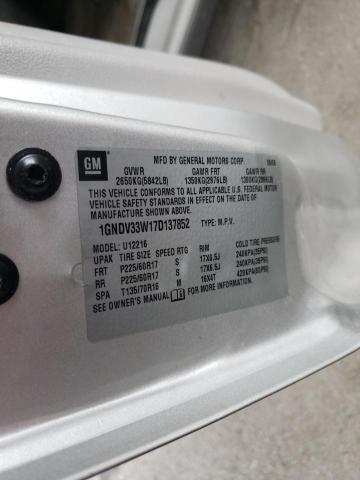 GM
MFD BY GENERAL MOTORS CORP.
GVWR GAWR FRT GAWR RR
2650KG(5842LB) 1350KG(2976LB)
THIS VEHICLE CONFORMS TO ALL APPLICABLE U.S. FEDERAL MOTOR
VEHICLE SAFETY STANDARDS IN EFFECT ON THE DATE OF
MANUFACTURE SHOWN ABOVE.
1GNDV33W17D137852 TYPE: M.P.V.
MODEL: U12216
UPAK TIRE SIZE SPEED RTG RIM COLD TIRE PRESSURE
FRT P225/60R17 S 17X6.5J 240KPA(35PSI)
RR P225/60R17 S 17X6.5J 240KPA(35PSI)
SPA T135/70R16 M 16X4T 420KPA(60PSI)
SEE OWNER'S MANUAL FOR MORE INFORMATION.